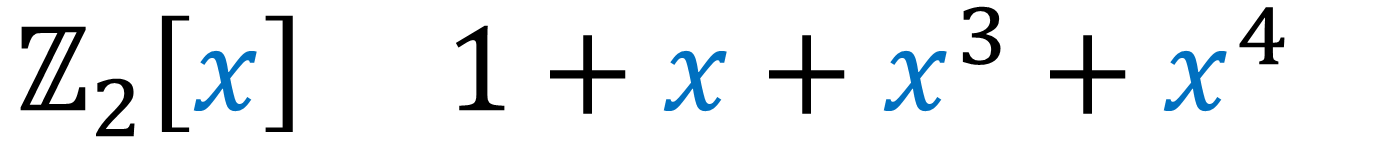 ℤ₂[x] 1 + x + x³ + x⁴